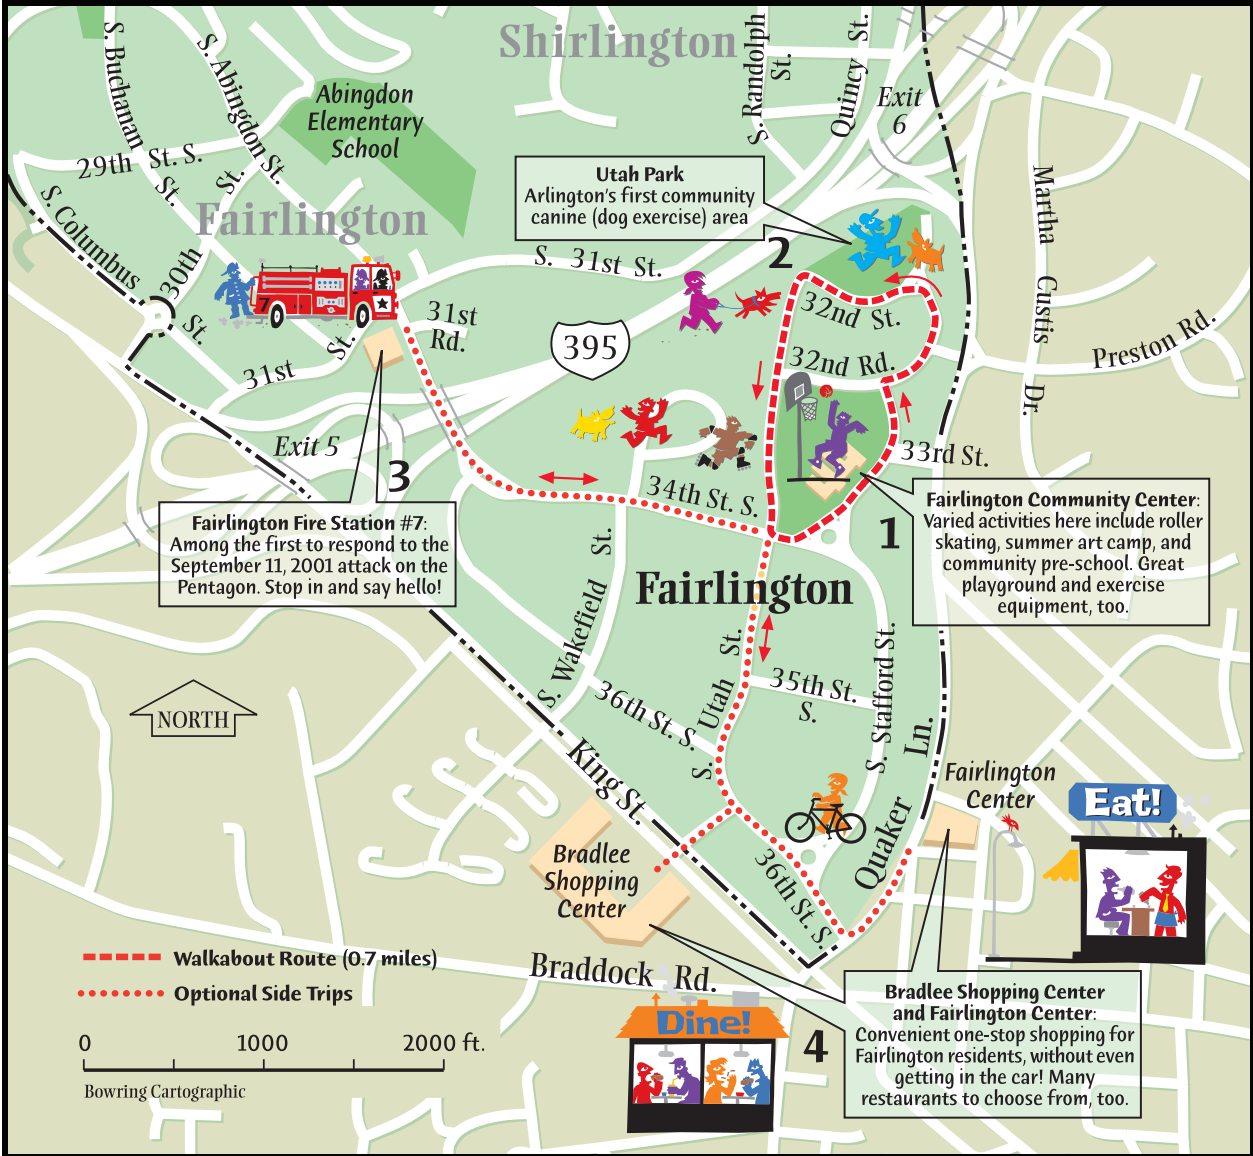 Shirlington
S. Buchanan
St.
S. Abingdon St.
S. Randolph
St.
Quincy St.
Exit
6
Abingdon
Elementary
School
29th St. S.
St.
S. Columbus
St.
30th
Fairlington
Utah Park
Arlington's first community
canine (dog exercise) area
2
Martha Custis
Dr.
Preston Rd.
S. 31st St.
7
31st
Rd.
31st St.
395
32nd St.
32nd Rd.
33rd St.
Exit 5
3
34th St. S.
1
Fairlington Fire Station #7:
Among the first to respond to the
September 11, 2001 attack on the
Pentagon. Stop in and say hello!
Fairlington Community Center:
Varied activities here include roller
skating, summer art camp, and
community pre-school. Great
playground and exercise
equipment, too.
Fairlington
S. Wakefield St.
S. Utah St.
35th St.
S.
S. Stafford St.
36th St. S.
NORTH
King St.
Quaker Ln.
Fairlington
Center
Eat!
Bradlee
Shopping
Center
36th St. S.
Walkabout Route (0.7 miles)
Optional Side Trips
Braddock Rd.
0 1000 2000 ft.
Bowring Cartographic
Dine!
4
Bradlee Shopping Center
and Fairlington Center:
Convenient one-stop shopping for
Fairlington residents, without even
getting in the car! Many
restaurants to choose from, too.